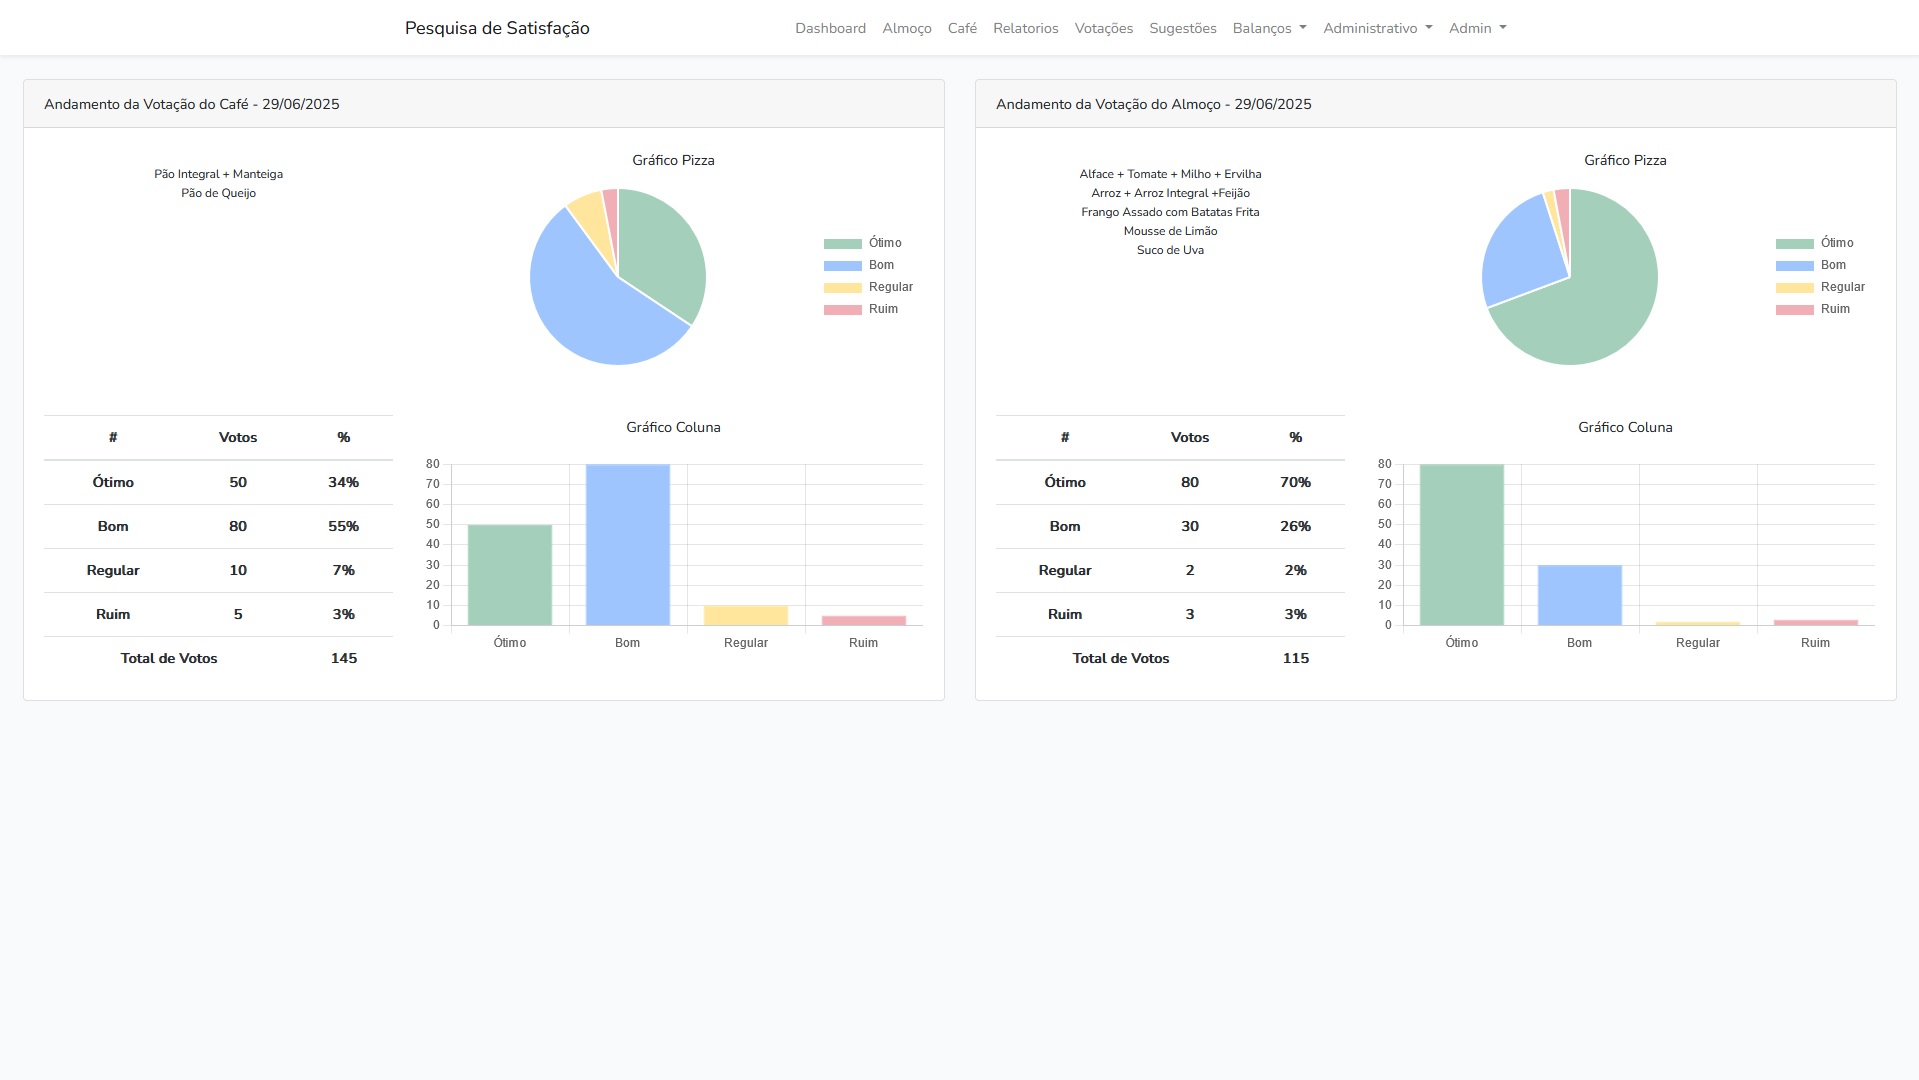 Pesquisa de Satisfação
Dashboard Almoço Café Relatorios Votações Sugestões Balanços Administrativo Admin
Andamento da Votação do Café - 29/06/2025
Pão Integral + Manteiga
Pão de Queijo
Gráfico Pizza
Ótimo
Bom
Regular
Ruim
# Votos %
Ótimo 50 34%
Bom 80 55%
Regular 10 7%
Ruim 5 3%
Total de Votos 145
Gráfico Coluna
80
70
60
50
40
30
20
10
0
Ótimo Bom Regular Ruim
Andamento da Votação do Almoço - 29/06/2025
Alface + Tomate + Milho + Ervilha
Arroz + Arroz Integral +Feijão
Frango Assado com Batatas Frita
Mousse de Limão
Suco de Uva
Gráfico Pizza
Ótimo
Bom
Regular
Ruim
# Votos %
Ótimo 80 70%
Bom 30 26%
Regular 2 2%
Ruim 3 3%
Total de Votos 115
Gráfico Coluna
80
70
60
50
40
30
20
10
0
Ótimo Bom Regular Ruim